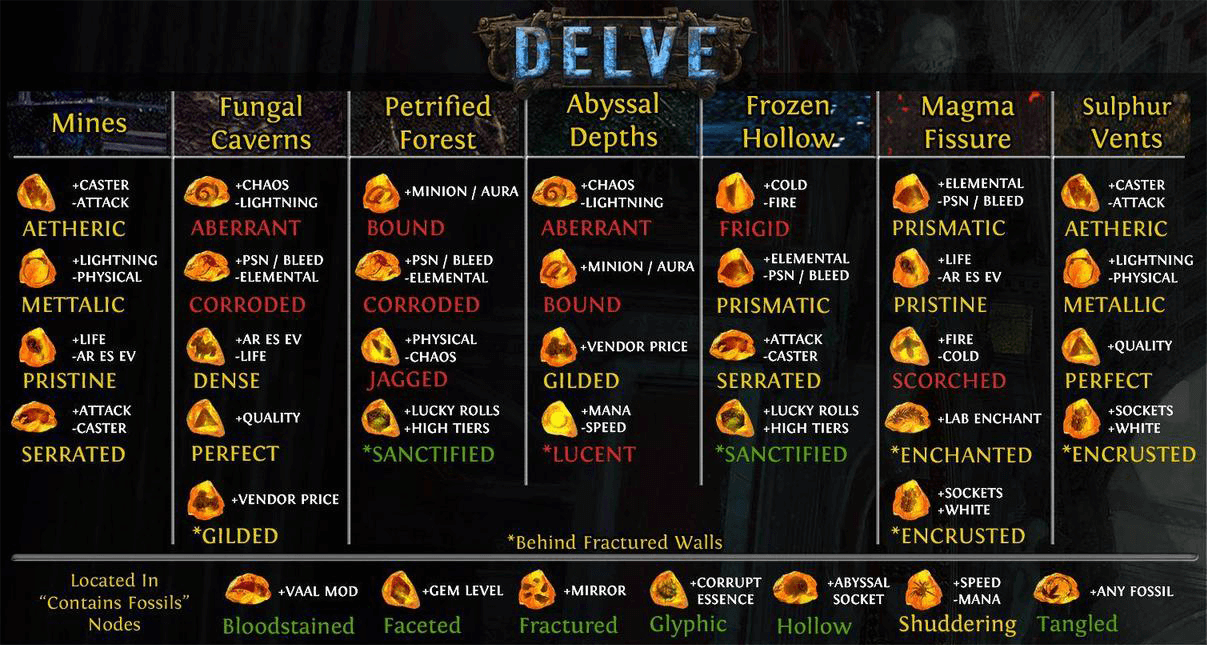 DELVE
Mines
Fungal
Caverns
Petrified
Forest
Abyssal
Depths
Frozen
Hollow
Magma
Fissure
Sulphur
Vents
+CASTER
-ATTACK
AETHERIC
+LIGHTNING
-PHYSICAL
METTALIC
+LIFE
-AR ES EV
PRISTINE
+ATTACK
-CASTER
SERRATED
+CHAOS
-LIGHTNING
ABERRANT
+PSN / BLEED
-ELEMENTAL
CORRODED
+AR ES EV
-LIFE
DENSE
+QUALITY
PERFECT
+VENDOR PRICE
*GILDED
+MINION / AURA
BOUND
+PSN / BLEED
-ELEMENTAL
CORRODED
+PHYSICAL
-CHAOS
JAGGED
+LUCKY ROLLS
+HIGH TIERS
*SANCTIFIED
+CHAOS
-LIGHTNING
ABERRANT
+MINION / AURA
BOUND
+VENDOR PRICE
GILDED
+MANA
-SPEED
*LUCENT
+COLD
-FIRE
FRIGID
+ELEMENTAL
-PSN / BLEED
PRISMATIC
+ATTACK
-CASTER
SERRATED
+LUCKY ROLLS
+HIGH TIERS
*SANCTIFIED
+ELEMENTAL
-PSN / BLEED
PRISMATIC
+LIFE
-AR ES EV
PRISTINE
+FIRE
-COLD
SCORCHED
+LAB ENCHANT
*ENCHANTED
+SOCKETS
+WHITE
*ENCRUSTED
+CASTER
-ATTACK
AETHERIC
+LIGHTNING
-PHYSICAL
METALLIC
+QUALITY
PERFECT
+SOCKETS
+WHITE
*ENCRUSTED
*Behind Fractured Walls
Located In
"Contains Fossils"
Nodes
+VAAL MOD
Bloodstained
+GEM LEVEL
Faceted
+MIRROR
Fractured
+CORRUPT
ESSENCE
Glyphic
+ABYSSAL
SOCKET
Hollow
+SPEED
-MANA
Shuddering
+ANY FOSSIL
Tangled